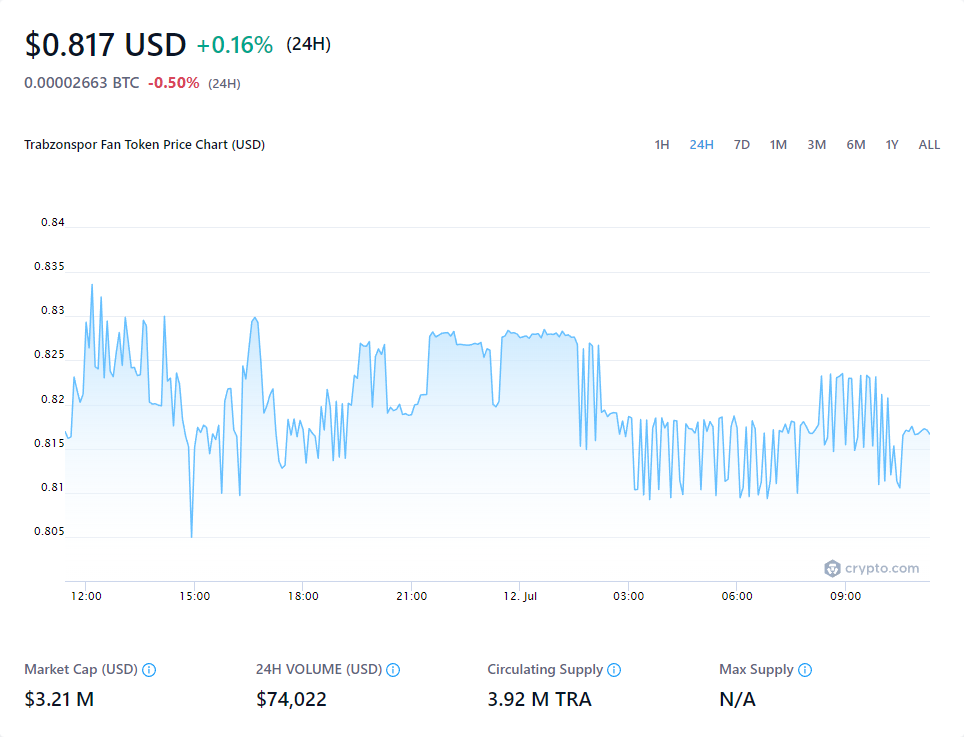 $0.817 USD +0.16% (24H)
0.00002663 BTC -0.50% (24H)
Trabzonspor Fan Token Price Chart (USD) 1H 24H 7D 1M 3M 6M 1Y ALL
0.84
0.835
0.83
0.825
0.82
0.815
0.81
0.805
crypto.com
12:00 15:00 18:00 21:00 12. Jul 03:00 06:00 09:00
Market Cap (USD) 24H VOLUME (USD) Circulating Supply Max Supply
$3.21 M $74,022 3.92 M TRA N/A